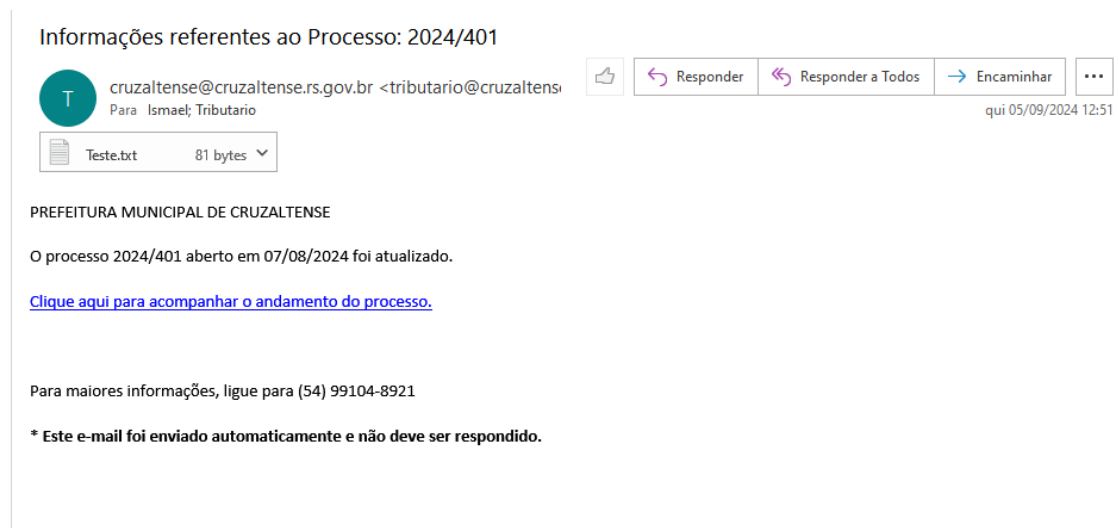 Informações referentes ao Processo: 2024/401
T
cruzaltense@cruzaltense.rs.gov.br <tributario@cruzaltens
Para Ismael; Tributario
Responder
Responder a Todos
Encaminhar
qui 05/09/2024 12:51
Teste.txt 81 bytes
PREFEITURA MUNICIPAL DE CRUZALTENSE
O processo 2024/401 aberto em 07/08/2024 foi atualizado.
Clique aqui para acompanhar o andamento do processo.
Para maiores informações, ligue para (54) 99104-8921
* Este e-mail foi enviado automaticamente e não deve ser respondido.